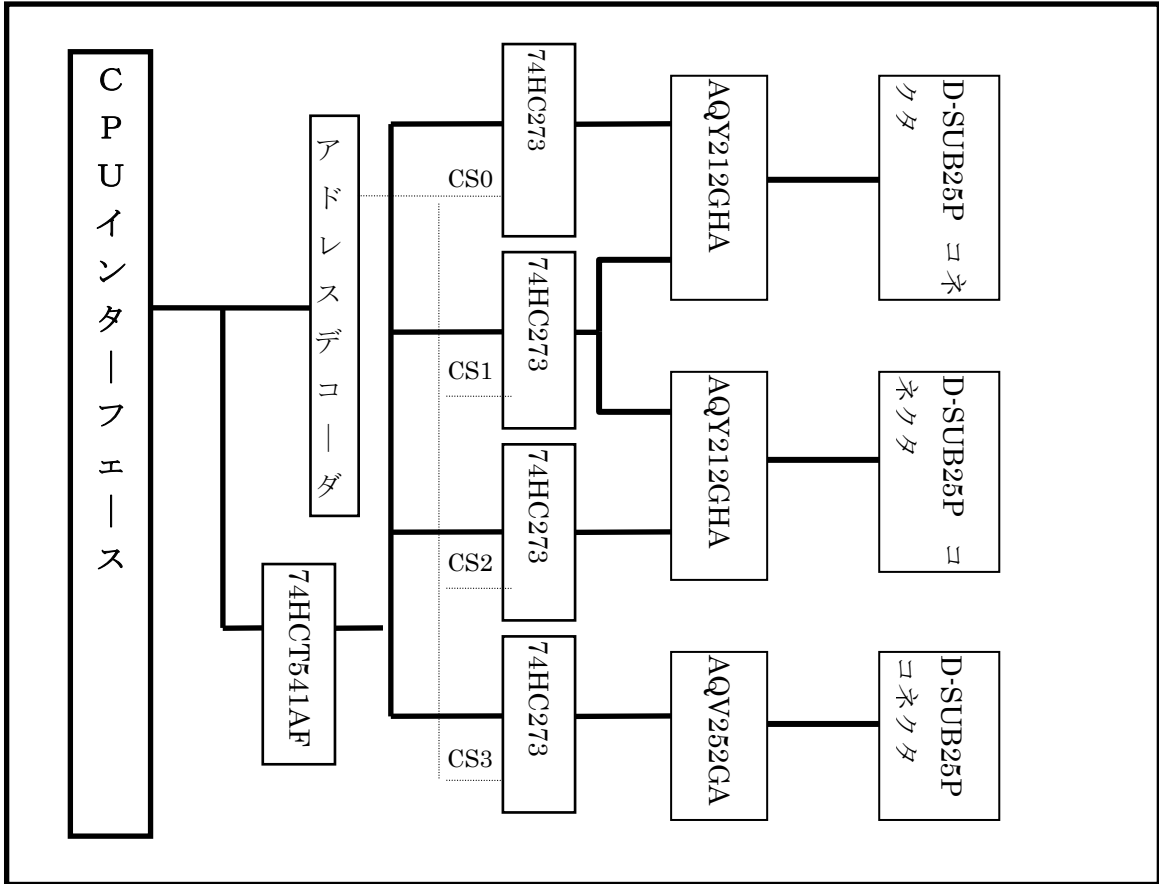 CPUインターフェース
アドレスデコーダ
74HCT541AF
CS0
CS1
CS2
CS3
74HC273
74HC273
74HC273
74HC273
AQY212GHA
AQY212GHA
AQV252GA
D-SUB25P コネ
クタ
D-SUB25P コ
ネクタ
D-SUB25P
コネクタ